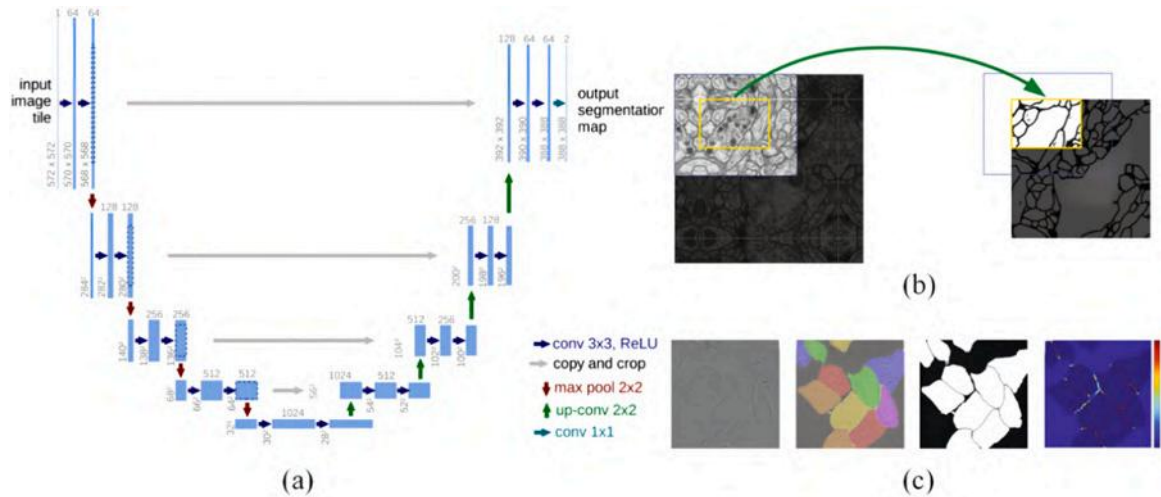 1 64 64
128 64 64 2
input
image
tile
output
segmentation
map
572 x 572
570 x 570
568 x 568
392 x 392
390 x 390
388 x 388
388 x 388
128 128
256 128
284²
282²
280²
200²
198²
196²
256 256
512 256
140²
138²
136²
104²
102²
100²
512 512
1024 512
68²
66²
64²
56²
54²
52²
1024
32²
30²
28²
conv 3x3, ReLU
copy and crop
max pool 2x2
up-conv 2x2
conv 1x1
(a)
(b)
(c)